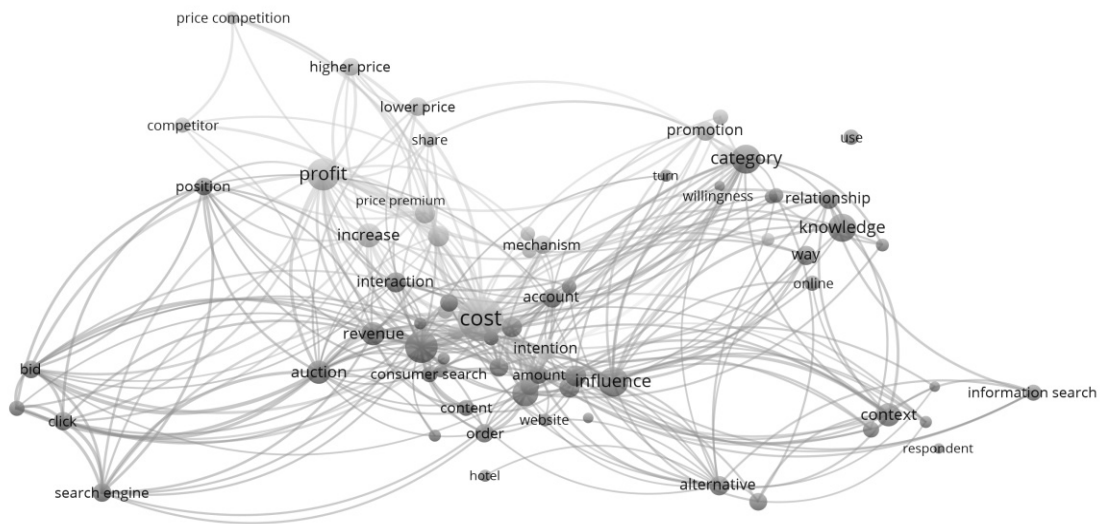 price competition
higher price
lower price
competitor
share
promotion
use
category
profit
turn
position
willingness
relationship
price premium
knowledge
increase
mechanism
way
interaction
online
account
cost
revenue
intention
bid
auction
consumer search
amount
influence
information search
content
context
click
website
order
respondent
hotel
alternative
search engine